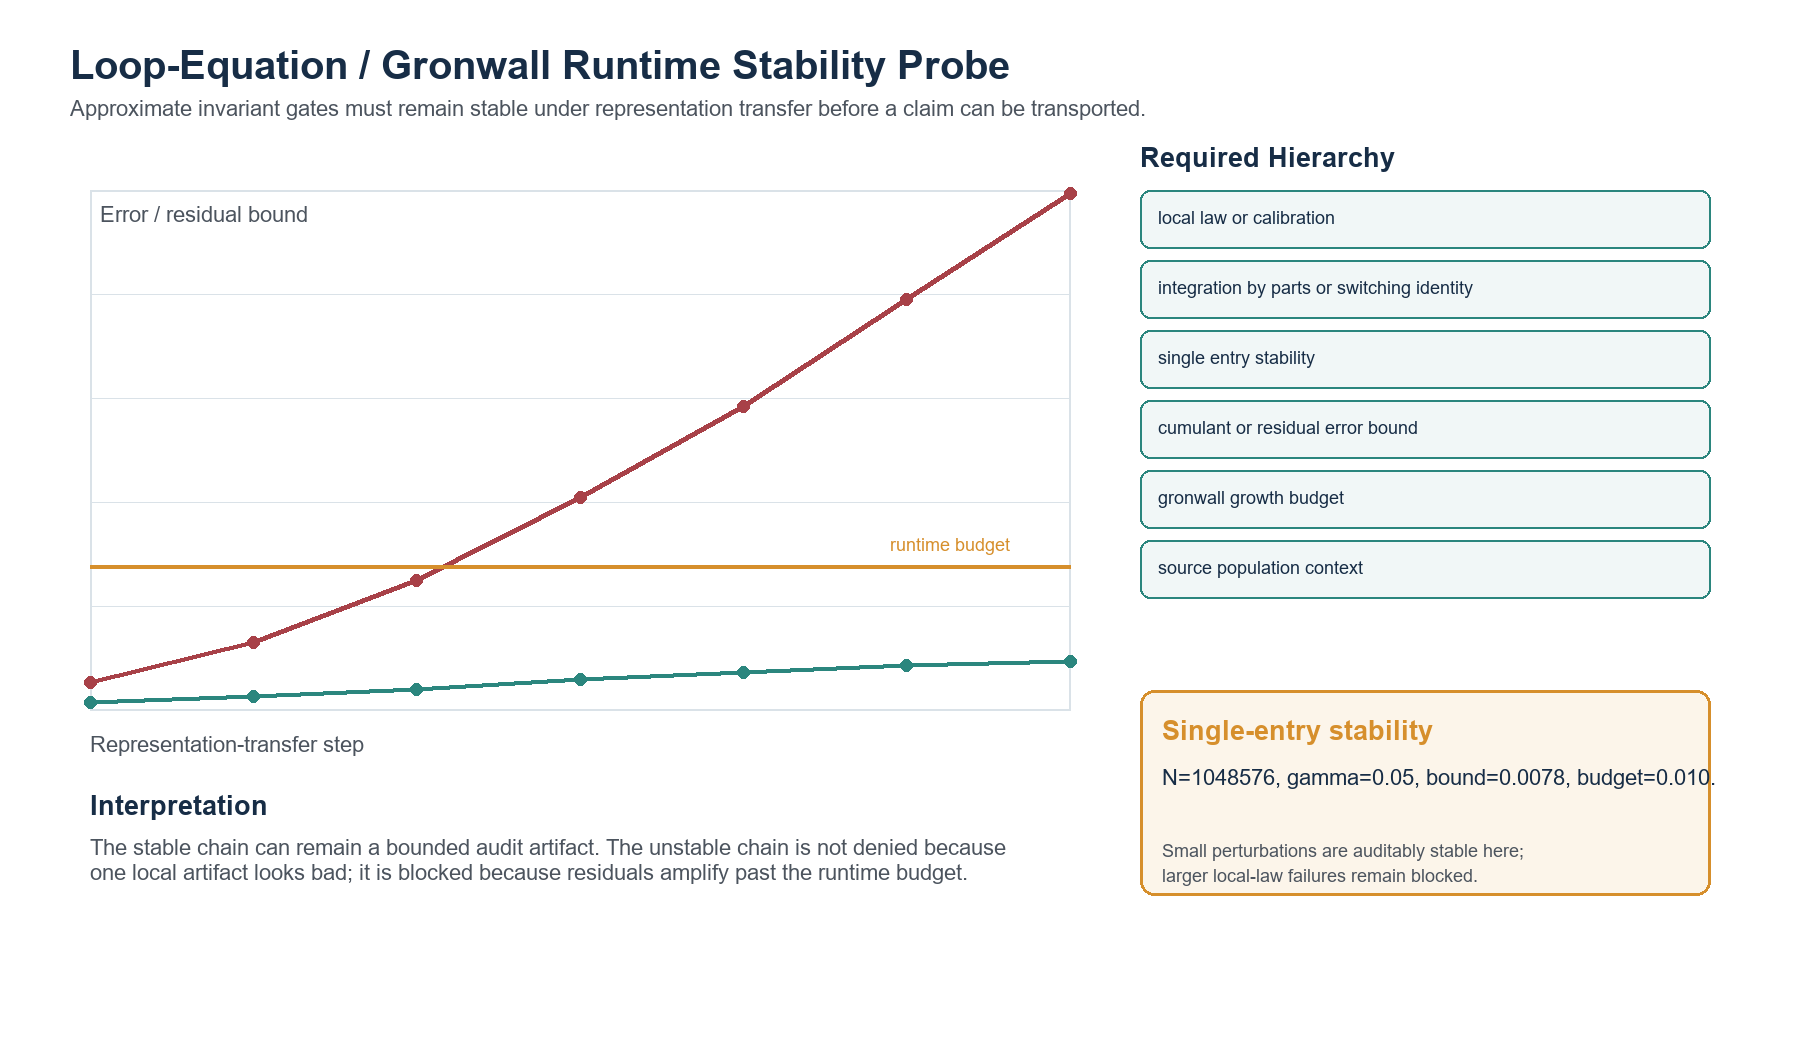 Loop-Equation / Gronwall Runtime Stability Probe
Approximate invariant gates must remain stable under representation transfer before a claim can be transported.
Error / residual bound
runtime budget
Representation-transfer step
Interpretation
The stable chain can remain a bounded audit artifact. The unstable chain is not denied because
one local artifact looks bad; it is blocked because residuals amplify past the runtime budget.
Required Hierarchy
local law or calibration
integration by parts or switching identity
single entry stability
cumulant or residual error bound
gronwall growth budget
source population context
Single-entry stability
N=1048576, gamma=0.05, bound=0.0078, budget=0.010.
Small perturbations are auditably stable here;
larger local-law failures remain blocked.